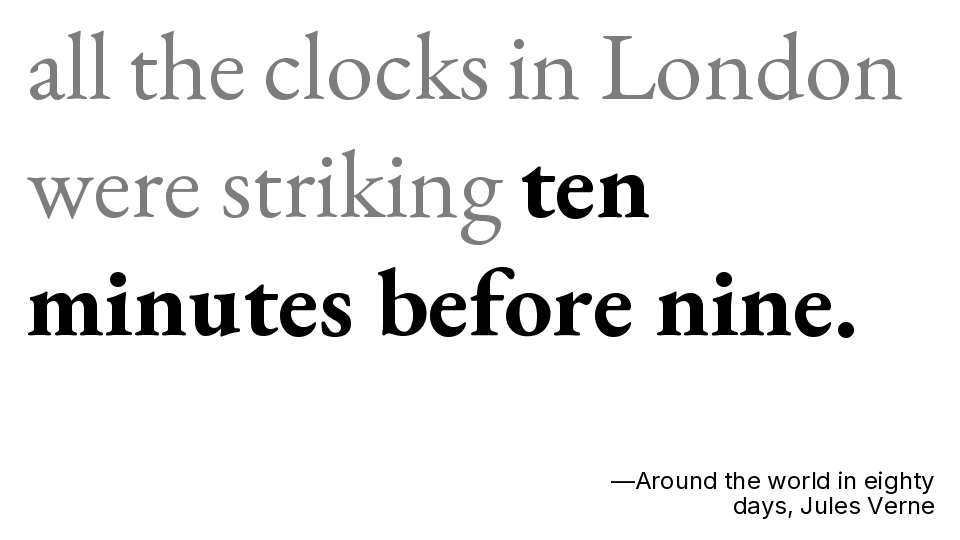 all the clocks in London
were striking ten
minutes before nine.
—Around the world in eighty
days, Jules Verne